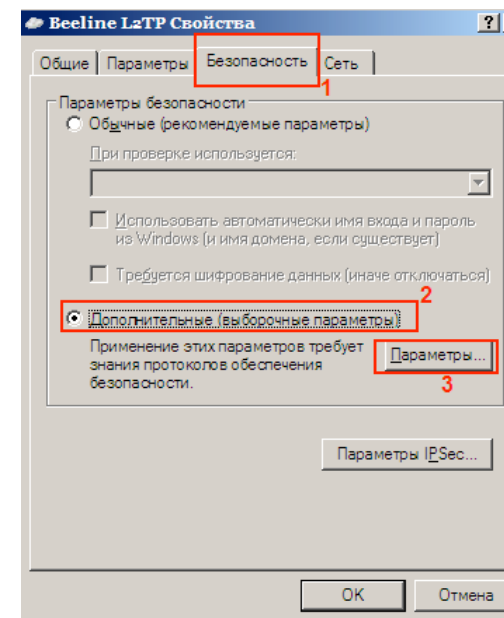 Beeline L2TP Свойства
Общие Параметры Безопасность Сеть
1
Параметры безопасности
Обычные (рекомендуемые параметры)
При проверке используется:
Использовать автоматически имя входа и пароль
из Windows (и имя домена, если существует)
Требуется шифрование данных (иначе отключаться)
2
Дополнительные (выборочные параметры)
Применение этих параметров требует
знания протоколов обеспечения
безопасности.
Параметры...
3
Параметры IPSec...
OK Отмена